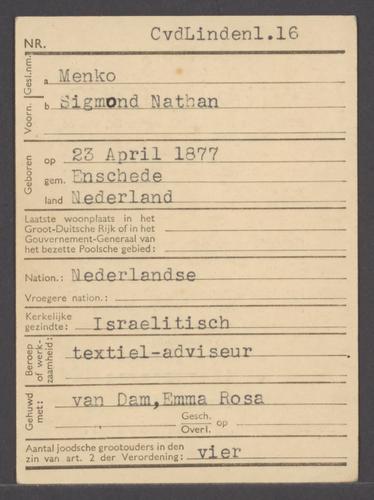 NR. CvdLindenl.16
Gesl.nm. a Menko
Voorn. b Sigmond Nathan
Geboren op 23 April 1877
gem. Enschede
land Nederland
Laatste woonplaats in het
Groot-Duitsche Rijk of in het
Gouvernement-Generaal van
het bezette Poolsche gebied:
Nation.: Nederlandse
Vroegere nation.:
Kerkelijke
gezindte: Israelitisch
Beroep of werk-zaamheid: textiel-adviseur
Gehuwd met: van Dam,Emma Rosa
Gesch.
Overl. op
Aantal joodsche grootouders in den
zin van art. 2 der Verordening: vier